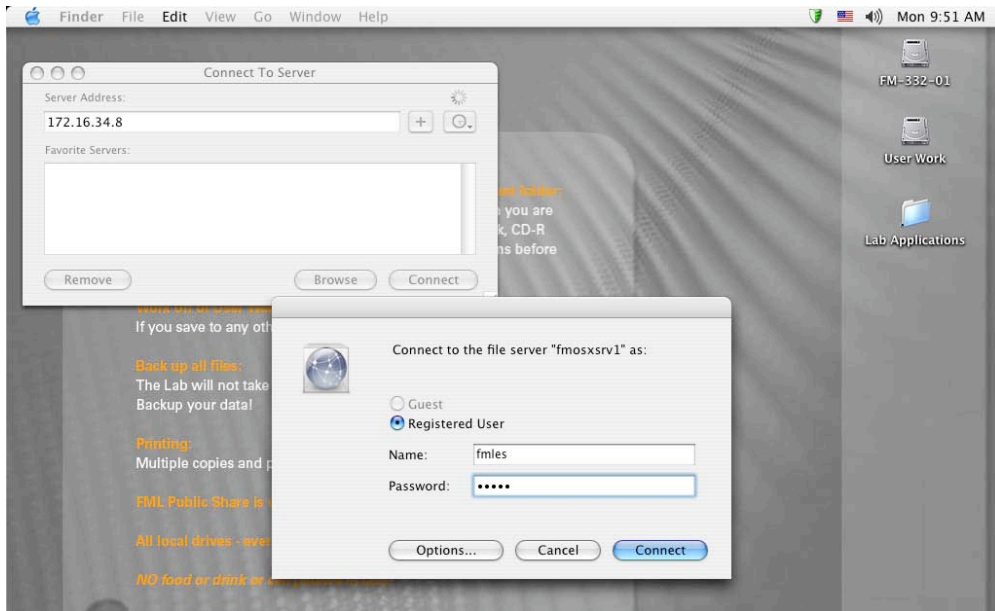 Finder File Edit View Go Window Help Mon 9:51 AM
Connect To Server
Server Address:
172.16.34.8
Favorite Servers:
Remove Browse Connect
FM-332-01
User Work
Lab Applications
you are
CD-R
before
If you save to any oth
Back up all files:
The Lab will not take
Backup your data!
Printing:
Multiple copies and p
FML Public Share is
All local drives - eve
NO food or drink or
Connect to the file server "fmosxsrv1" as:
Guest
Registered User
Name: fmles
Password: •••••
Options... Cancel Connect